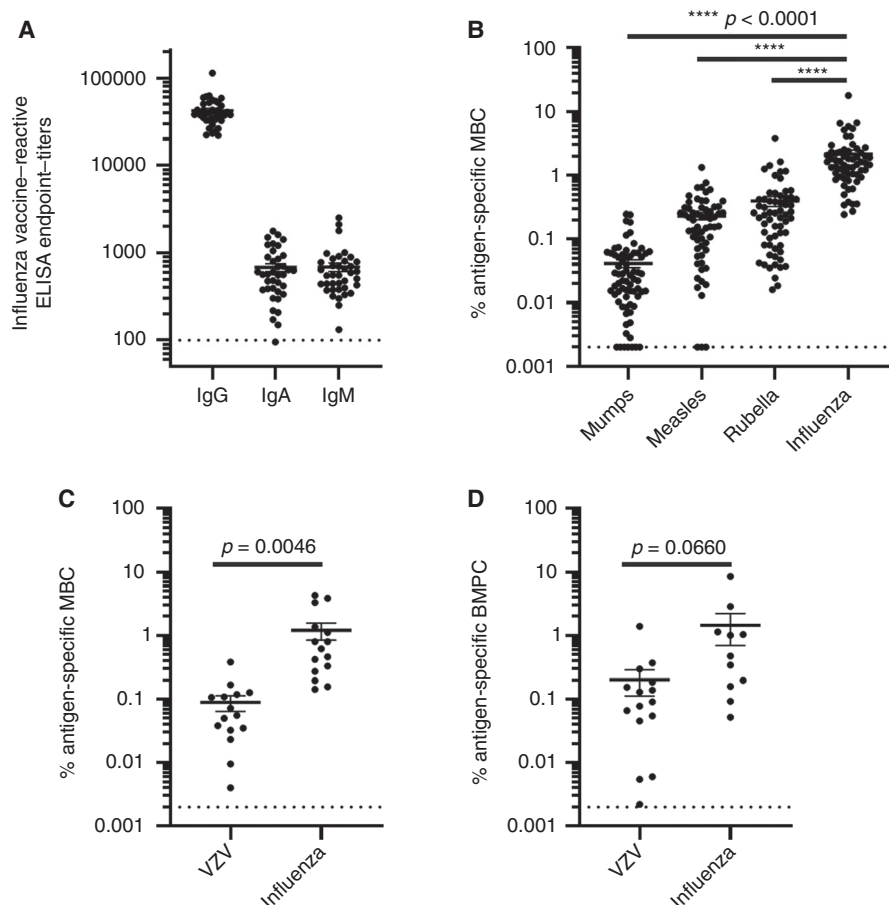 A
Influenza vaccine–reactive
ELISA endpoint–titers
100000
10000
1000
100
IgG IgA IgM
B
**** p < 0.0001
****
****
% antigen-specific MBC
100
10
1
0.1
0.01
0.001
Mumps Measles Rubella Influenza
C
p = 0.0046
% antigen-specific MBC
100
10
1
0.1
0.01
0.001
VZV Influenza
D
p = 0.0660
% antigen-specific BMPC
100
10
1
0.1
0.01
0.001
VZV Influenza